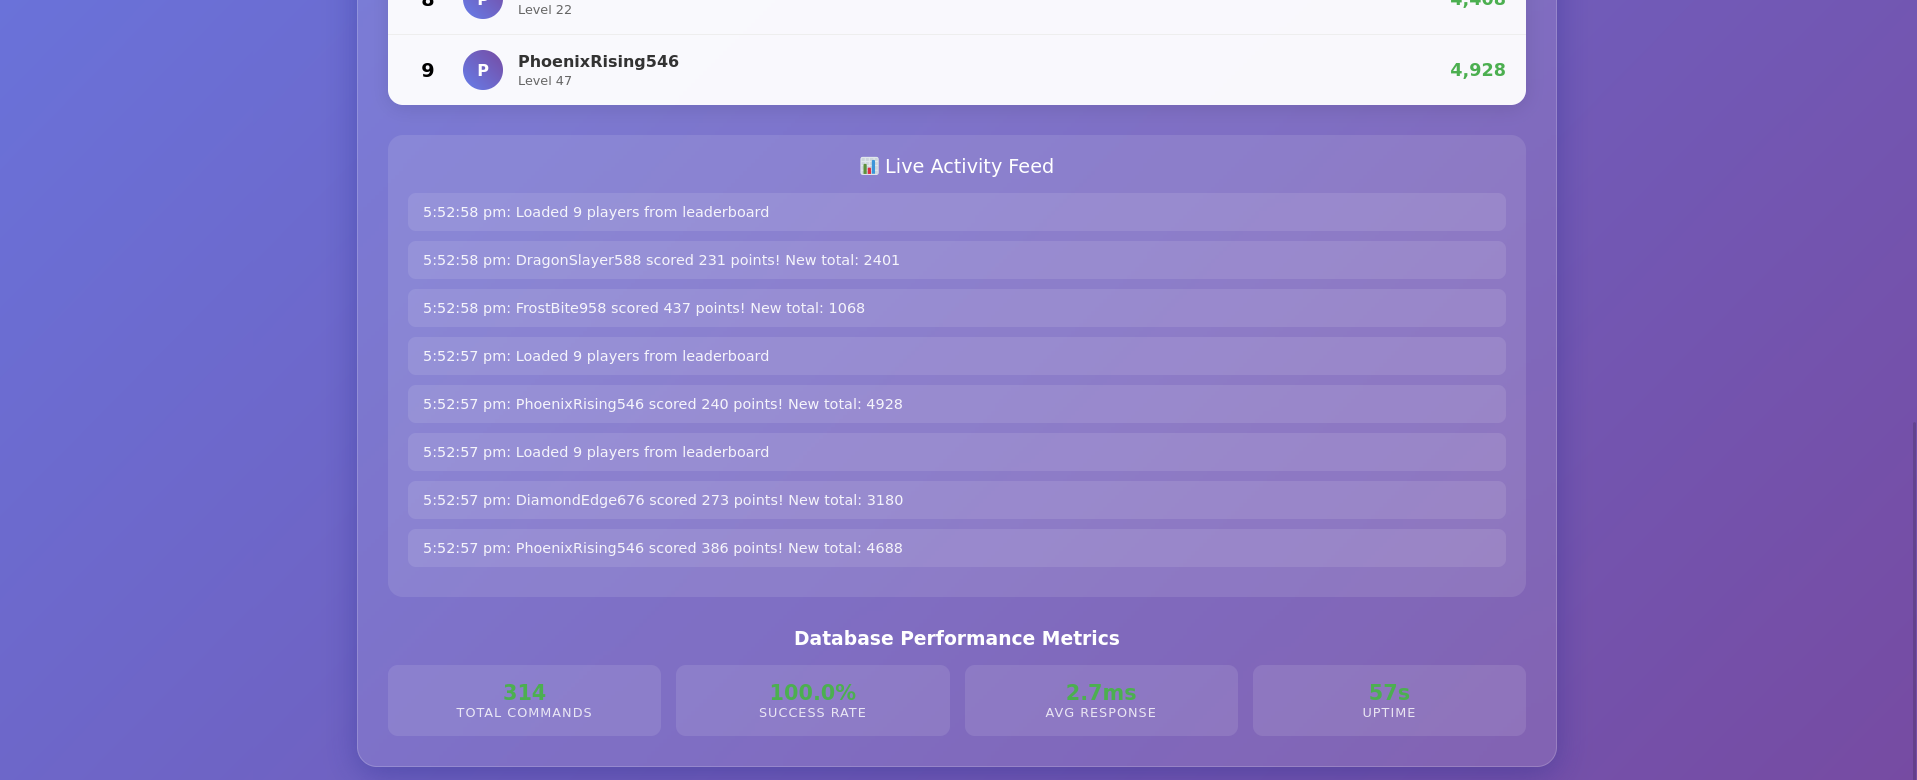 8
P
Level 22
4,408
9
P
PhoenixRising546
Level 47
4,928
Live Activity Feed
5:52:58 pm: Loaded 9 players from leaderboard
5:52:58 pm: DragonSlayer588 scored 231 points! New total: 2401
5:52:58 pm: FrostBite958 scored 437 points! New total: 1068
5:52:57 pm: Loaded 9 players from leaderboard
5:52:57 pm: PhoenixRising546 scored 240 points! New total: 4928
5:52:57 pm: Loaded 9 players from leaderboard
5:52:57 pm: DiamondEdge676 scored 273 points! New total: 3180
5:52:57 pm: PhoenixRising546 scored 386 points! New total: 4688
Database Performance Metrics
314
TOTAL COMMANDS
100.0%
SUCCESS RATE
2.7ms
AVG RESPONSE
57s
UPTIME